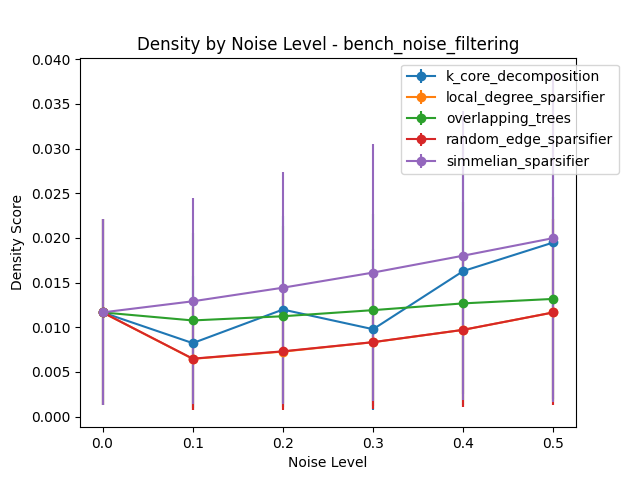 Density by Noise Level - bench_noise_filtering
k_core_decomposition
local_degree_sparsifier
overlapping_trees
random_edge_sparsifier
simmelian_sparsifier
Density Score
0.040
0.035
0.030
0.025
0.020
0.015
0.010
0.005
0.000
0.0 0.1 0.2 0.3 0.4 0.5
Noise Level